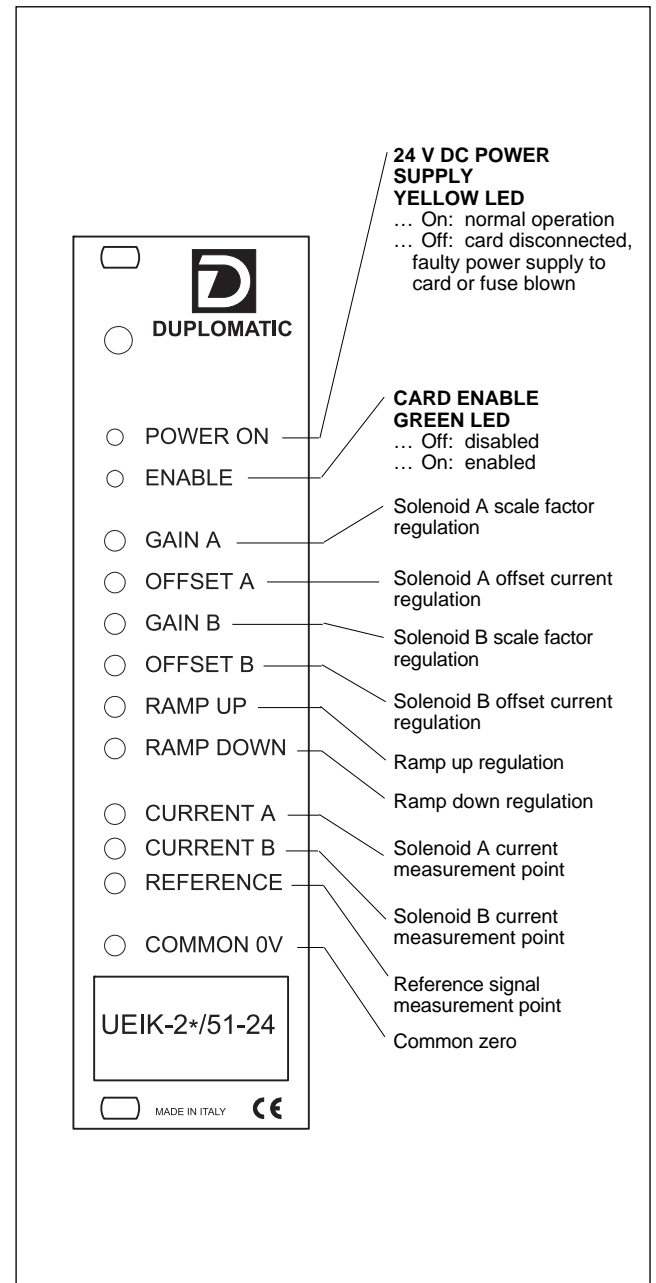 24 V DC POWER
SUPPLY
YELLOW LED
… On: normal operation
… Off: card disconnected,
faulty power supply to
card or fuse blown
DUPLOMATIC
CARD ENABLE
GREEN LED
… Off: disabled
… On: enabled
POWER ON
ENABLE
GAIN A
OFFSET A
GAIN B
OFFSET B
RAMP UP
RAMP DOWN
CURRENT A
CURRENT B
REFERENCE
COMMON 0V
Solenoid A scale factor
regulation
Solenoid A offset current
regulation
Solenoid B scale factor
regulation
Solenoid B offset current
regulation
Ramp up regulation
Ramp down regulation
Solenoid A current
measurement point
Solenoid B current
measurement point
Reference signal
measurement point
Common zero
UEIK-2*/51-24
MADE IN ITALY CE